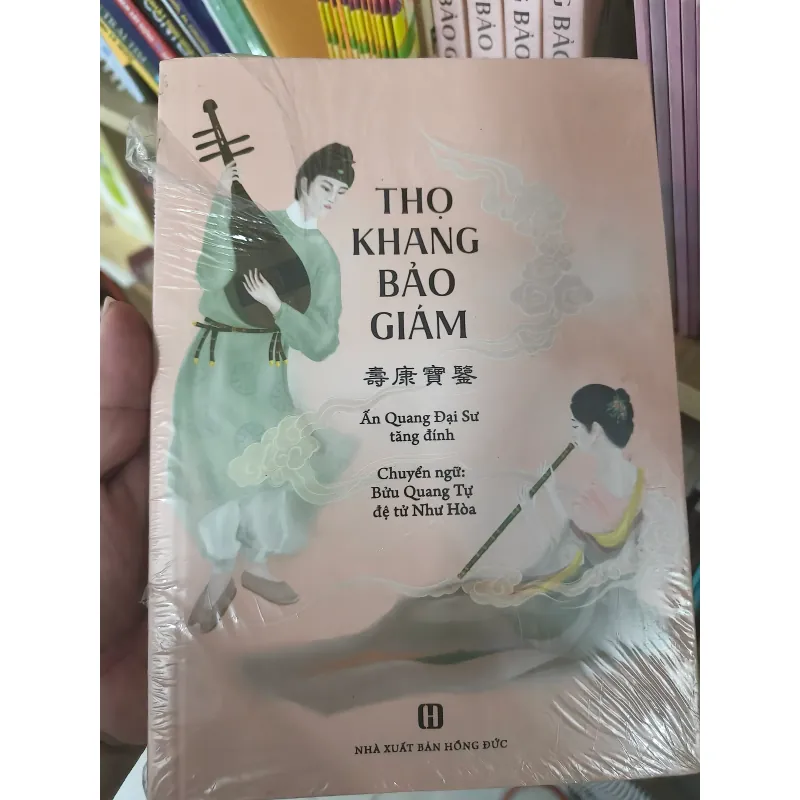 THỌ
KHANG
BẢO
GIÁM
壽康寶鑒
Ấn Quang Đại Sư
tăng đính
Chuyển ngữ:
Bửu Quang Tự
đệ tử Như Hòa
NHÀ XUẤT BẢN HỒNG ĐỨC